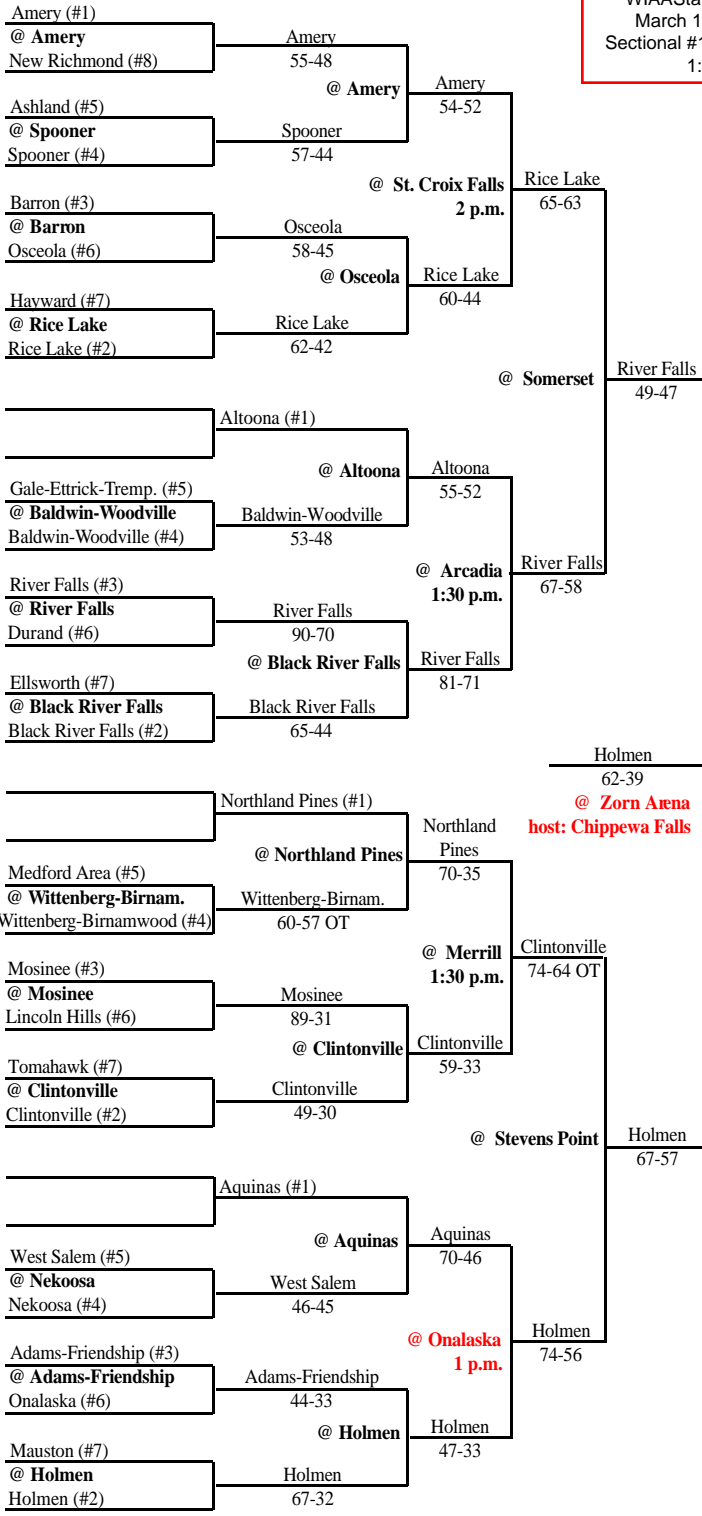 WIAASta
March 1
Sectional #1
1:
Amery (#1)
@ Amery
New Richmond (#8)
Amery
55-48
@ Amery
Amery
54-52
Ashland (#5)
@ Spooner
Spooner (#4)
Spooner
57-44
@ St. Croix Falls
2 p.m.
Rice Lake
65-63
Barron (#3)
@ Barron
Osceola (#6)
Osceola
58-45
@ Osceola
Rice Lake
60-44
Hayward (#7)
@ Rice Lake
Rice Lake (#2)
Rice Lake
62-42
@ Somerset
River Falls
49-47
Altoona (#1)
@ Altoona
Altoona
55-52
Gale-Ettrick-Tremp. (#5)
@ Baldwin-Woodville
Baldwin-Woodville (#4)
Baldwin-Woodville
53-48
@ Arcadia
1:30 p.m.
River Falls
67-58
River Falls (#3)
@ River Falls
Durand (#6)
River Falls
90-70
@ Black River Falls
River Falls
81-71
Ellsworth (#7)
@ Black River Falls
Black River Falls (#2)
Black River Falls
65-44
Holmen
62-39
@ Zorn Arena
host: Chippewa Falls
Northland Pines (#1)
@ Northland Pines
Northland
Pines
70-35
Medford Area (#5)
@ Wittenberg-Birnam.
Wittenberg-Birnamwood (#4)
Wittenberg-Birnam.
60-57 OT
@ Merrill
1:30 p.m.
Clintonville
74-64 OT
Mosinee (#3)
@ Mosinee
Lincoln Hills (#6)
Mosinee
89-31
@ Clintonville
Clintonville
59-33
Tomahawk (#7)
@ Clintonville
Clintonville (#2)
Clintonville
49-30
@ Stevens Point
Holmen
67-57
Aquinas (#1)
@ Aquinas
Aquinas
70-46
West Salem (#5)
@ Nekoosa
Nekoosa (#4)
West Salem
46-45
@ Onalaska
1 p.m.
Holmen
74-56
Adams-Friendship (#3)
@ Adams-Friendship
Onalaska (#6)
Adams-Friendship
44-33
@ Holmen
Holmen
47-33
Mauston (#7)
@ Holmen
Holmen (#2)
Holmen
67-32